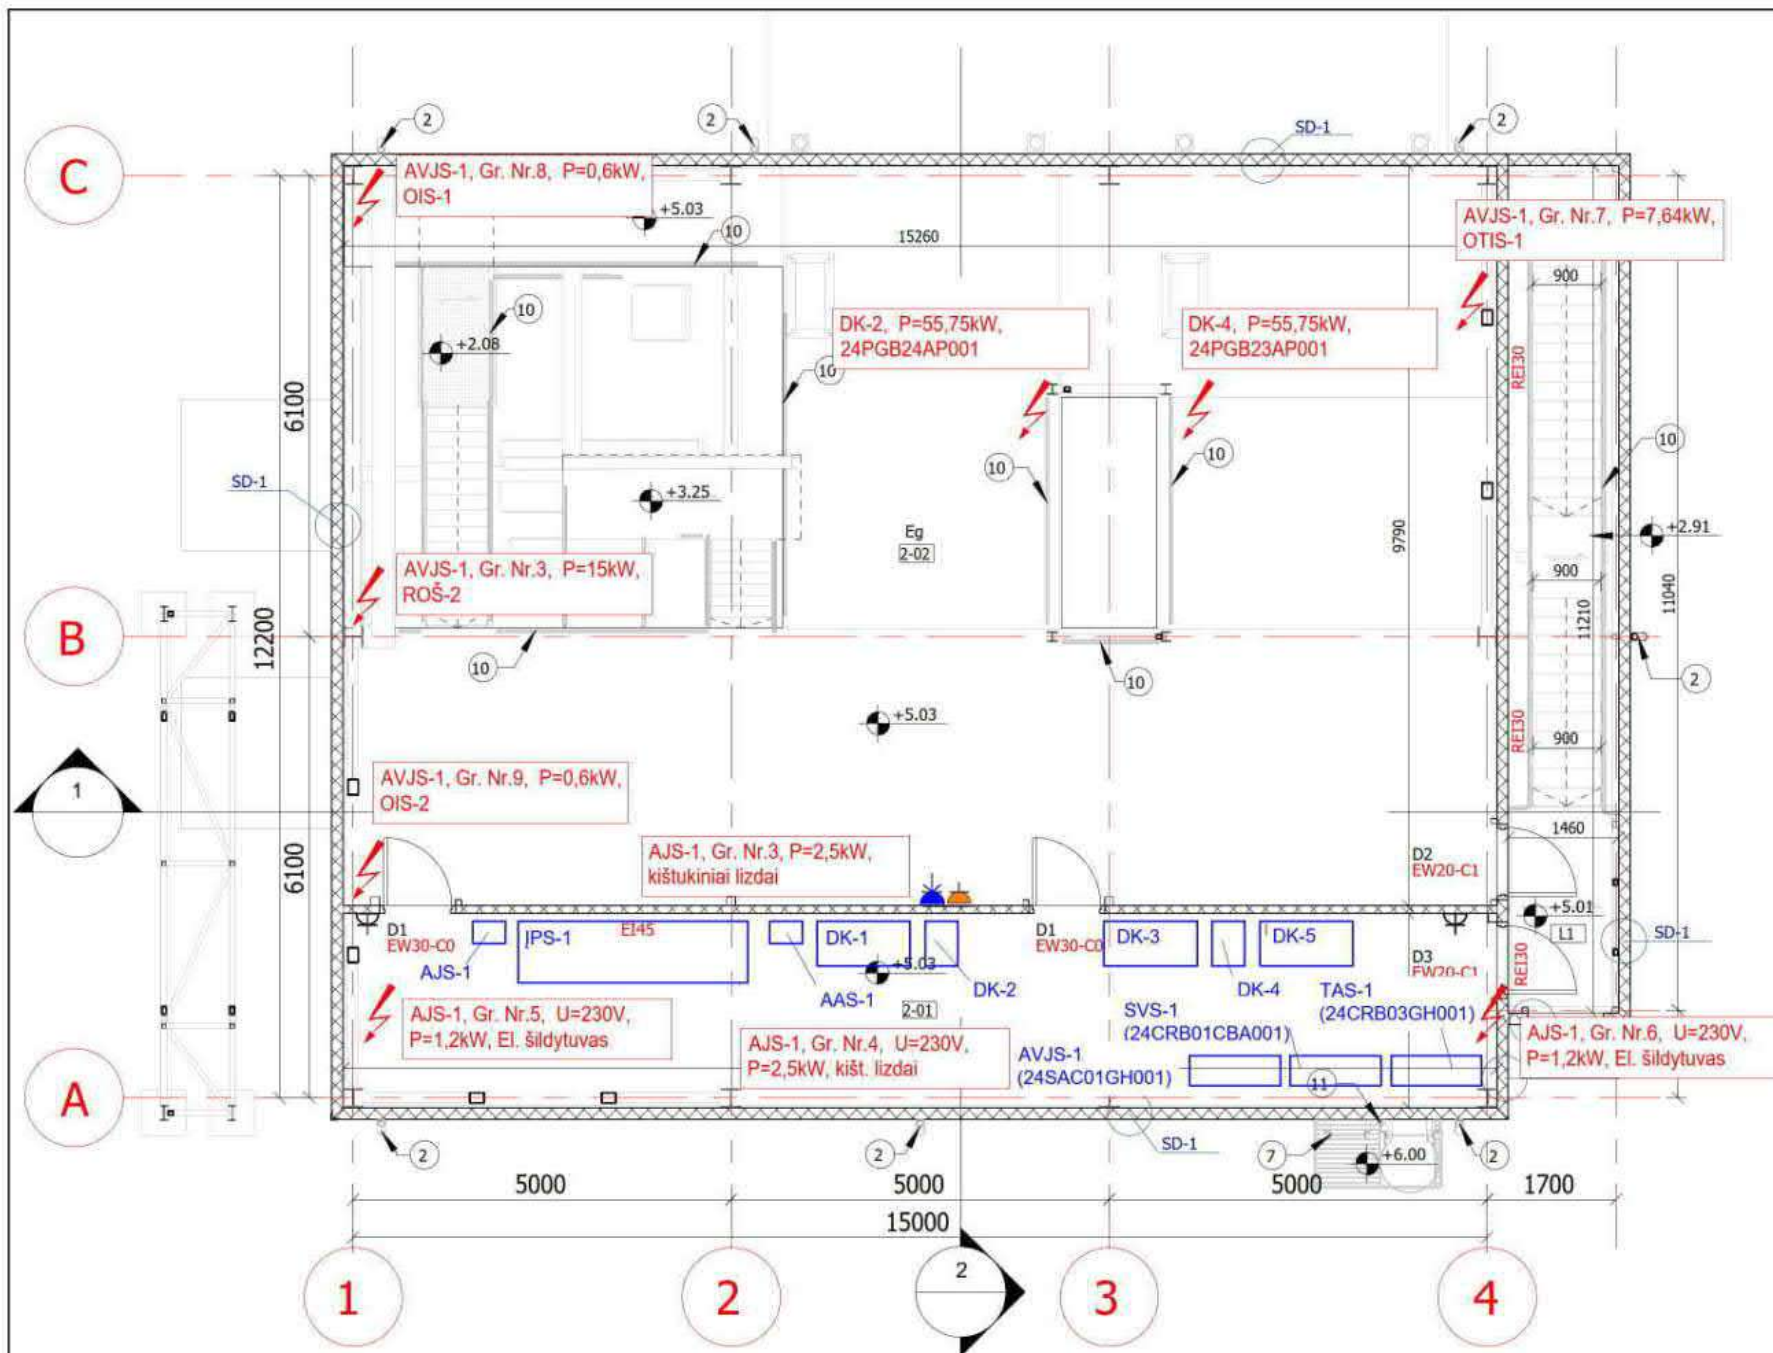 2
2
SD-1
2
C
AVJS-1, Gr. Nr.8, P=0,6kW,
OIS-1
+5.03
10
15260
AVJS-1, Gr. Nr.7, P=7,64kW,
OTIS-1
900
10
+2.08
DK-2, P=55,75kW,
24PGB24AP001
DK-4, P=55,75kW,
24PGB23AP001
REI30
10
6100
SD-1
+3.25
10
10
10
Eg
2-02
9790
+2.91
AVJS-1, Gr. Nr.3, P=15kW,
ROŠ-2
900
11040
11210
B
12200
10
10
2
+5.03
REI30
900
1
AVJS-1, Gr. Nr.9, P=0,6kW,
OIS-2
1460
6100
AJS-1, Gr. Nr.3, P=2,5kW,
kištukiniai lizdai
D2
EW20-C1
+5.01
L1
SD-1
D1
EW30-C0
EI45
ĮPS-1
AJS-1
AAS-1
DK-1
+5.03
DK-2
D1
EW30-C0
DK-3
DK-4
DK-5
D3
EW20-C1
REI30
2-01
AJS-1, Gr. Nr.5, U=230V,
P=1,2kW, El. šildytuvas
AJS-1, Gr. Nr.4, U=230V,
P=2,5kW, kišt. lizdai
SVS-1
(24CRB01CBA001)
TAS-1
(24CRB03GH001)
AVJS-1
(24SAC01GH001)
AJS-1, Gr. Nr.6, U=230V,
P=1,2kW, El. šildytuvas
A
11
2
2
SD-1
7
+6.00
2
5000
5000
5000
1700
15000
1
2
2
3
4